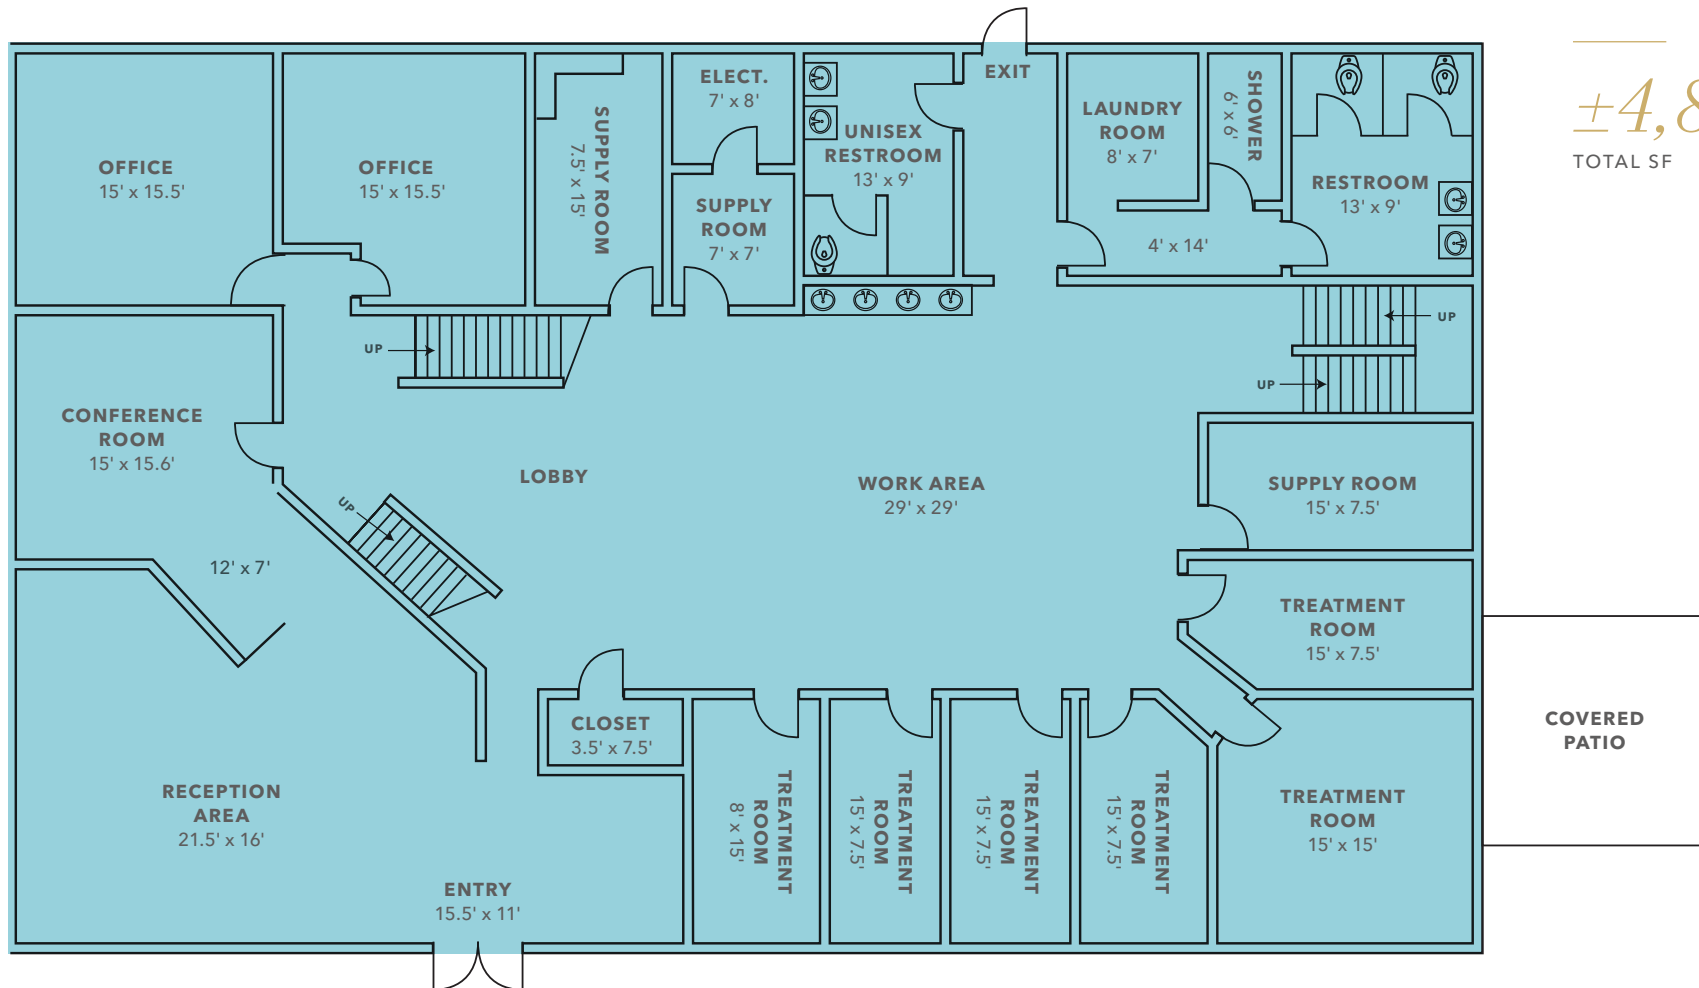 EXIT
ELECT.
7' x 8'
±4,8
TOTAL SF
OFFICE
15' x 15.5'
OFFICE
15' x 15.5'
SUPPLY ROOM
7.5' x 15'
SUPPLY
ROOM
7' x 7'
UNISEX
RESTROOM
13' x 9'
LAUNDRY
ROOM
8' x 7'
SHOWER
6' x 6'
RESTROOM
13' x 9'
4' x 14'
UP
UP
UP
CONFERENCE
ROOM
15' x 15.6'
LOBBY
WORK AREA
29' x 29'
SUPPLY ROOM
15' x 7.5'
UP
12' x 7'
TREATMENT
ROOM
15' x 7.5'
COVERED
PATIO
CLOSET
3.5' x 7.5'
RECEPTION
AREA
21.5' x 16'
ENTRY
15.5' x 11'
TREATMENT
ROOM
8' x 15'
TREATMENT
ROOM
15' x 7.5'
TREATMENT
ROOM
15' x 7.5'
TREATMENT
ROOM
15' x 7.5'
TREATMENT
ROOM
15' x 15'